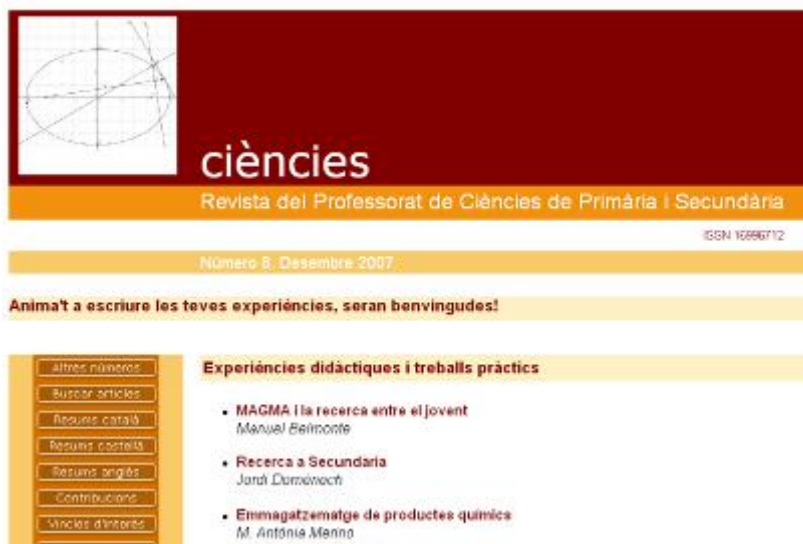 ciències
Revista del Professorat de Ciències de Primària i Secundària
ISSN 16996712
Número 8. Desembre 2007
Anima't a escriure les teves experiències, seran benvingudes!
Altres números
Buscar articles
Resums català
Resums castellà
Resums anglès
Contribucions
Vincles d'interès
Experiències didàctiques i treballs pràctics
MAGMA i la recerca entre el jovent
Manuel Belmonte
Recerca a Secundària
Jordi Domènech
Emmagatzematge de productes químics
M. Antònia Merino